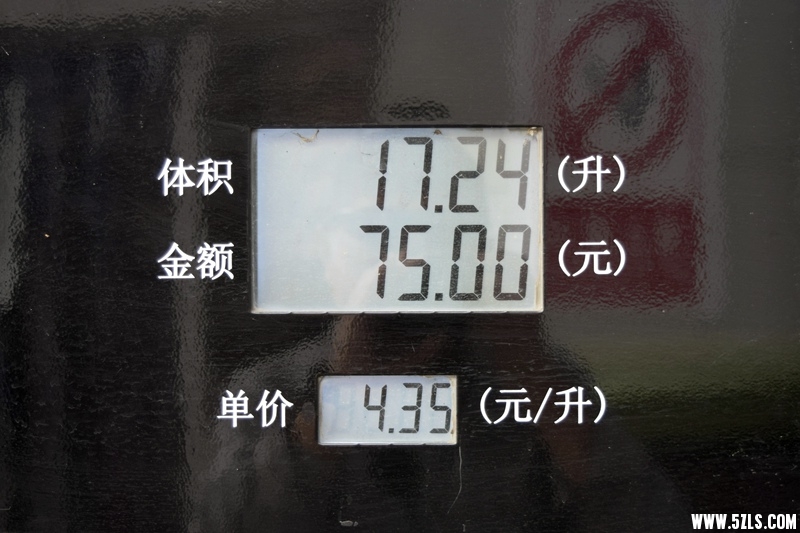 体积 17.24 (升)
金额 75.00 (元)
单价 4.35 (元/升)
WWW.5ZLS.COM